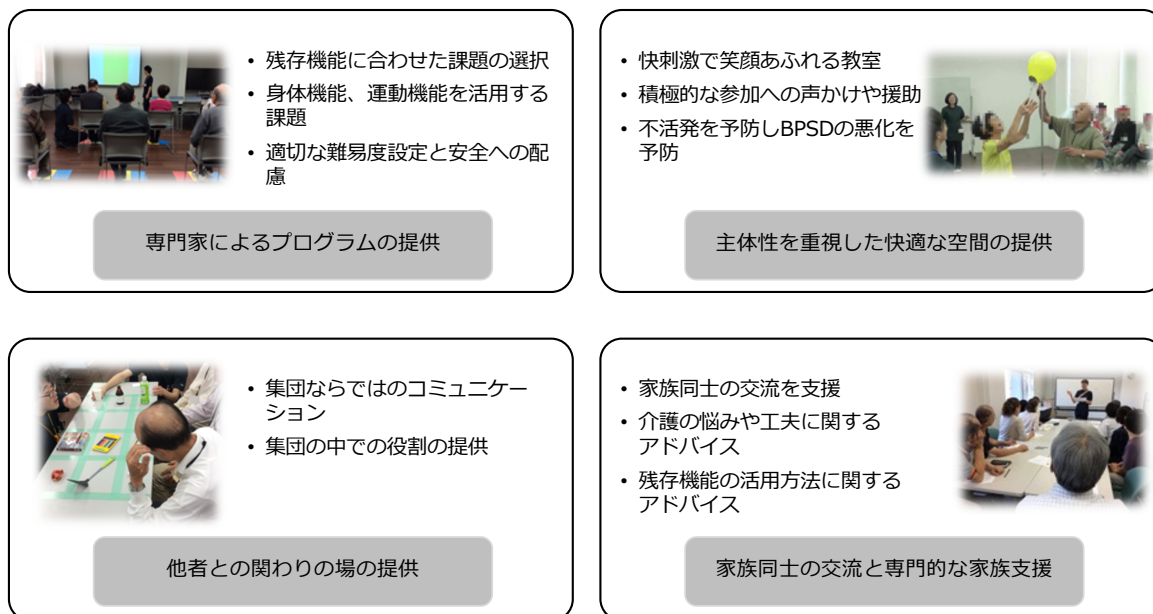 • 残存機能に合わせた課題の選択
• 身体機能、運動機能を活用する
課題
• 適切な難易度設定と安全への配
慮
専門家によるプログラムの提供
• 快刺激で笑顔あふれる教室
• 積極的な参加への声かけや援助
• 不活発を予防しBPSDの悪化を
予防
主体性を重視した快適な空間の提供
• 集団ならではのコミュニケー
ション
• 集団の中での役割の提供
他者との関わりの場の提供
• 家族同士の交流を支援
• 介護の悩みや工夫に関する
アドバイス
• 残存機能の活用方法に関する
アドバイス
家族同士の交流と専門的な家族支援